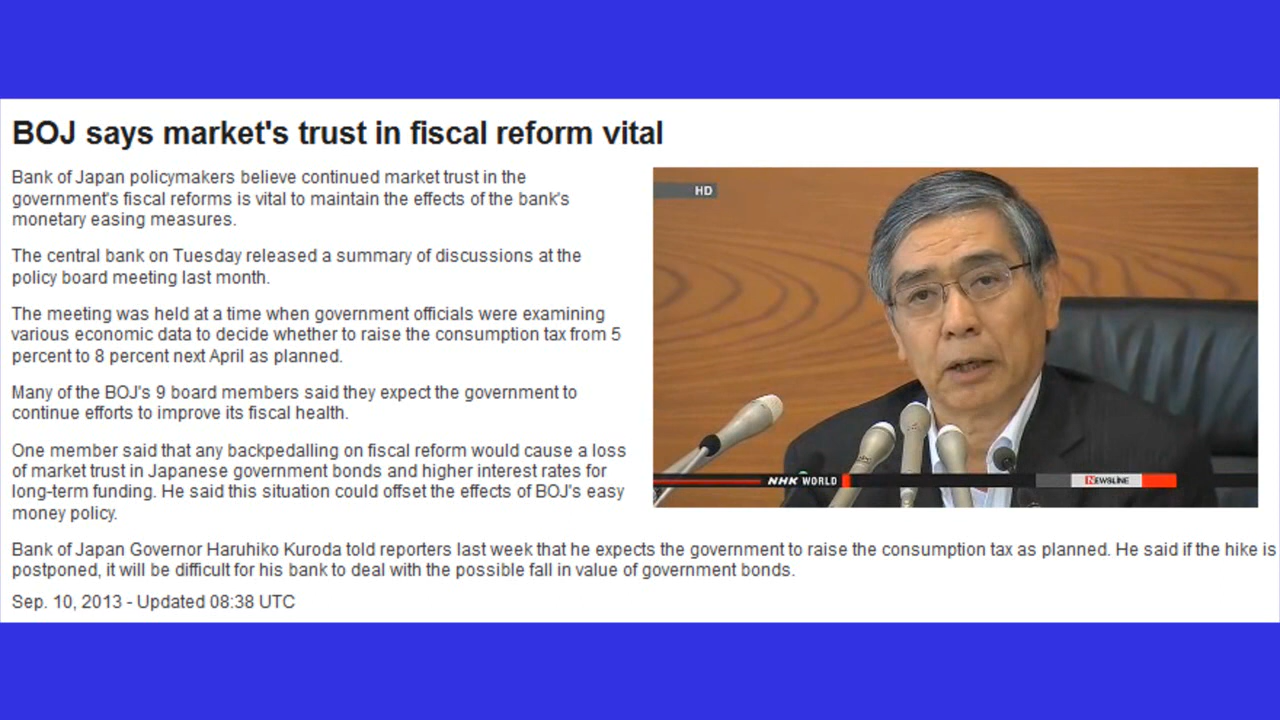 BOJ says market's trust in fiscal reform vital
Bank of Japan policymakers believe continued market trust in the
government's fiscal reforms is vital to maintain the effects of the bank's
monetary easing measures.
The central bank on Tuesday released a summary of discussions at the
policy board meeting last month.
The meeting was held at a time when government officials were examining
various economic data to decide whether to raise the consumption tax from 5
percent to 8 percent next April as planned.
Many of the BOJ's 9 board members said they expect the government to
continue efforts to improve its fiscal health.
One member said that any backpedalling on fiscal reform would cause a loss
of market trust in Japanese government bonds and higher interest rates for
long-term funding. He said this situation could offset the effects of BOJ's easy
money policy.
HD
NHK WORLD
NEWSLINE
Bank of Japan Governor Haruhiko Kuroda told reporters last week that he expects the government to raise the consumption tax as planned. He said if the hike is
postponed, it will be difficult for his bank to deal with the possible fall in value of government bonds.
Sep. 10, 2013 - Updated 08:38 UTC